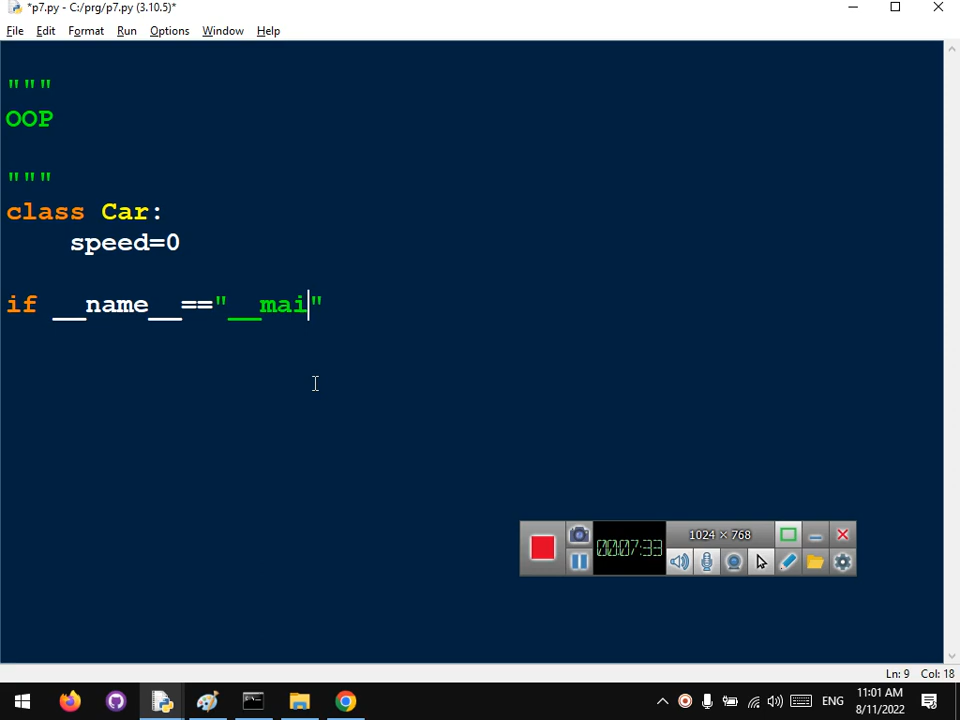 *p7.py - C:/prg/p7.py (3.10.5)*
File Edit Format Run Options Window Help
"""
OOP
"""
class Car:
    speed=0
if __name__=="__mai"
00:07:33
1024 × 768
Ln: 9 Col: 18
ENG
11:01 AM
8/11/2022